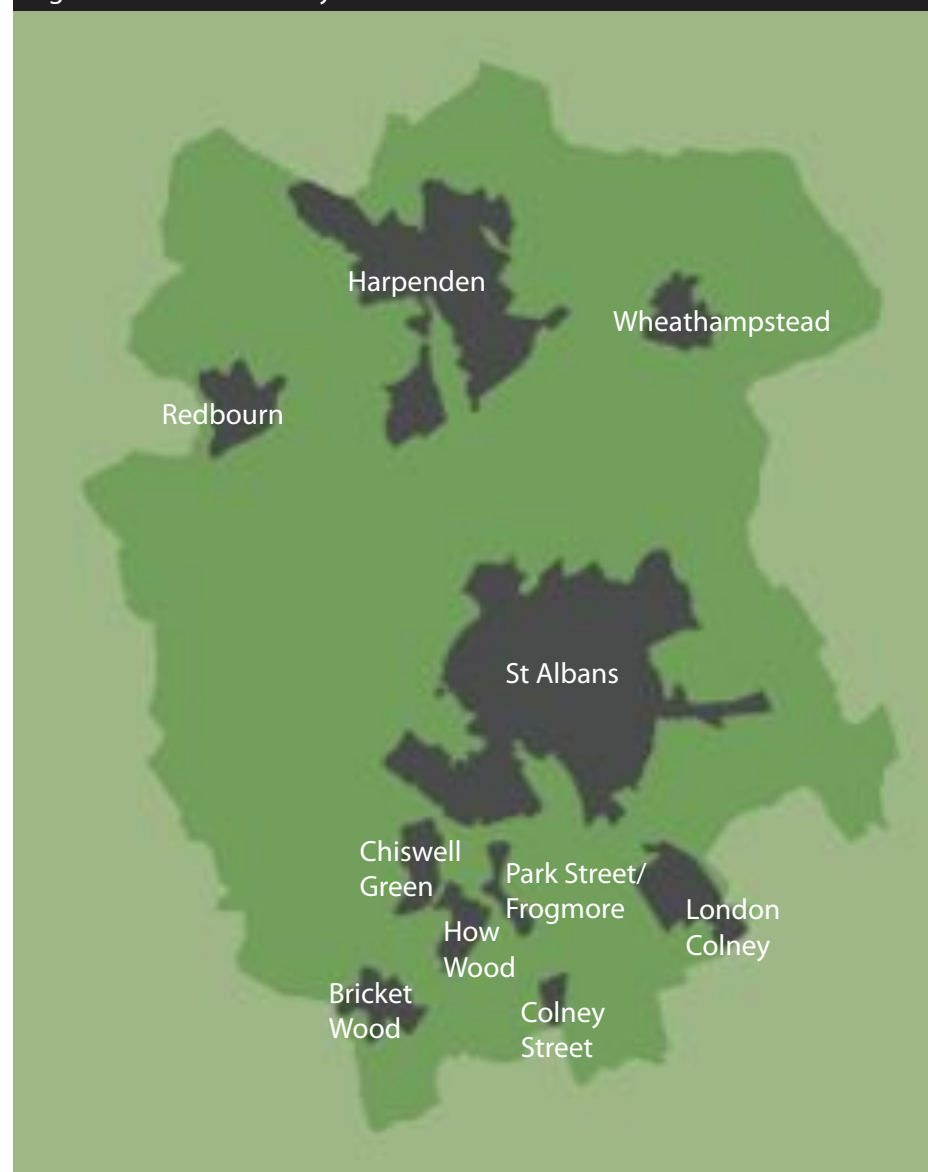 Harpenden
Wheathampstead
Redbourn
St Albans
Chiswell
Green
Park Street/
Frogmore
How
Wood
London
Colney
Bricket
Wood
Colney
Street